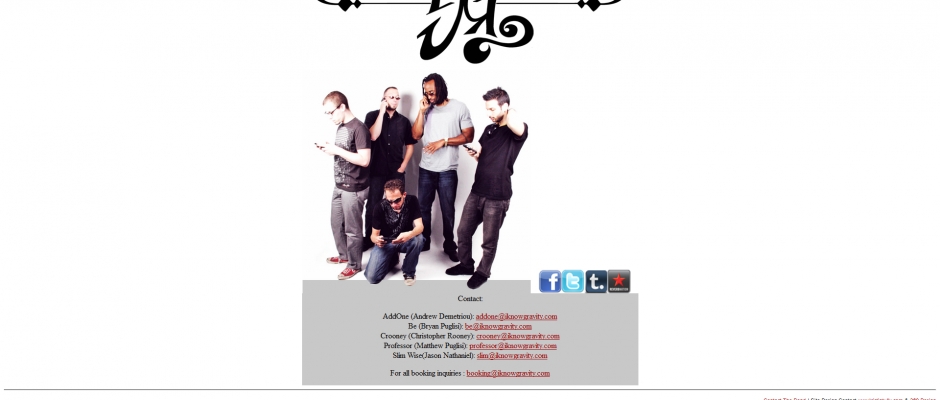 Contact:
AddOne (Andrew Demetriou): addone@iknowgravity.com
Be (Bryan Puglisi): be@iknowgravity.com
Crooney (Christopher Rooney): crooney@iknowgravity.com
Professor (Matthew Puglisi): professor@iknowgravity.com
Slim Wise(Jason Nathaniel): slim@iknowgravity.com
For all booking inquiries : booking@iknowgravity.com